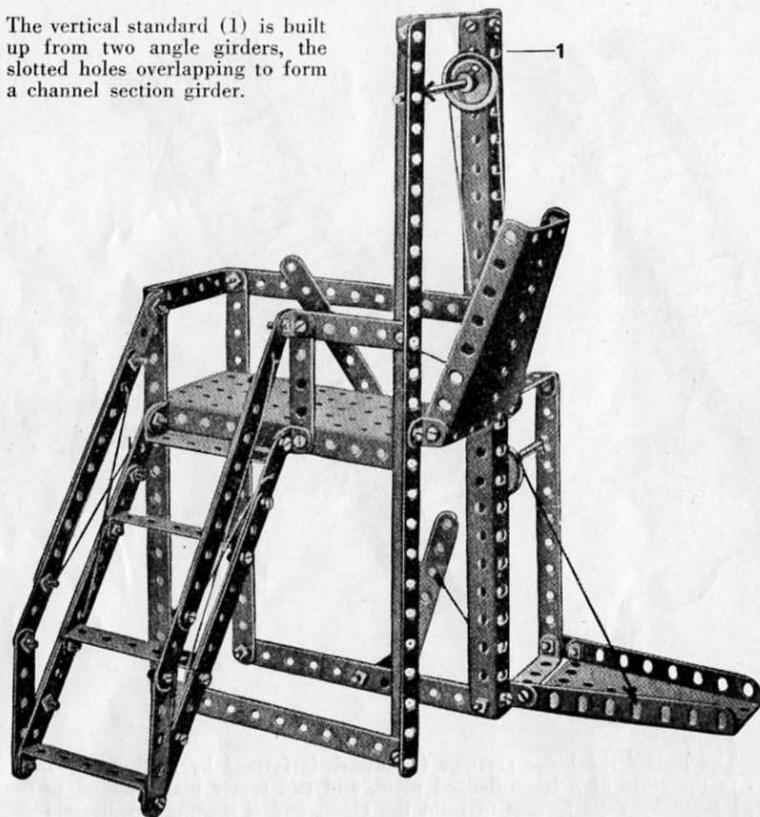 The vertical standard (1) is built
up from two angle girders, the
slotted holes overlapping to form
a channel section girder.
1